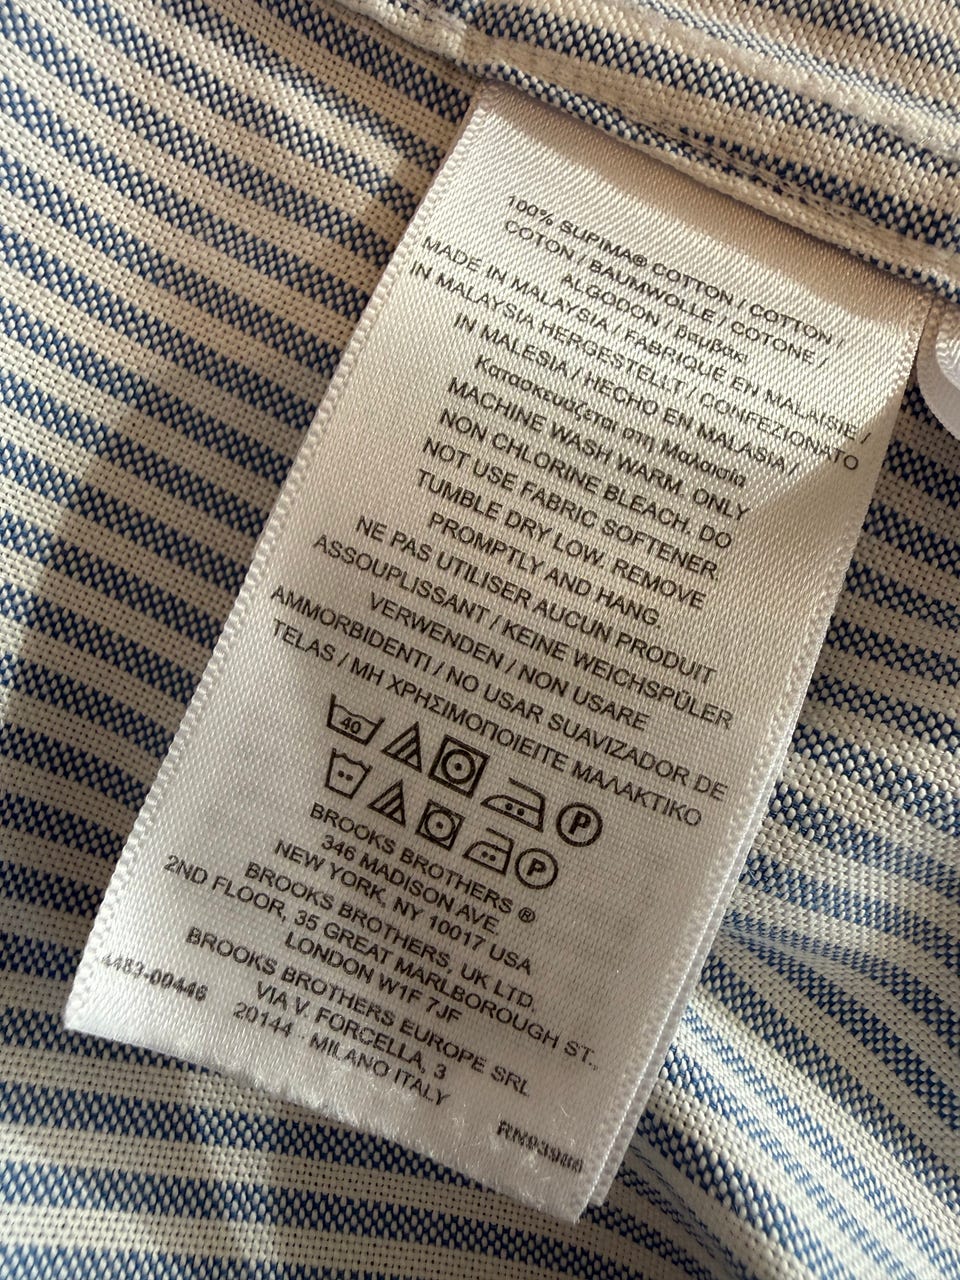 100% SUPIMA® COTTON / COTTON
COTON / BAUMWOLLE / COTONE /
ALGODON / βαμβάκι
MADE IN MALAYSIA / FABRIQUE EN MALAISIE /
IN MALAYSIA HERGESTELLT / CONFEZIONATO
IN MALESIA / HECHO EN MALASIA /
Κατασκευάζεται στη Μαλαισία
MACHINE WASH WARM. ONLY
NON CHLORINE BLEACH. DO
NOT USE FABRIC SOFTENER.
TUMBLE DRY LOW. REMOVE
PROMPTLY AND HANG.
NE PAS UTILISER AUCUN PRODUIT
ASSOUPLISSANT / KEINE WEICHSPÜLER
VERWENDEN / NON USARE
AMMORBIDENTI / NO USAR SUAVIZADOR DE
TELAS / ΜΗ ΧΡΗΣΙΜΟΠΟΙΕΙΤΕ ΜΑΛΑΚΤΙΚΟ
40 P
P
BROOKS BROTHERS ®
346 MADISON AVE.
NEW YORK, NY 10017 USA
BROOKS BROTHERS, UK LTD.
2ND FLOOR, 35 GREAT MARLBOROUGH ST.,
LONDON W1F 7JF
BROOKS BROTHERS EUROPE SRL
VIA V. FORCELLA, 3
20144 - MILANO ITALY
4483-00446